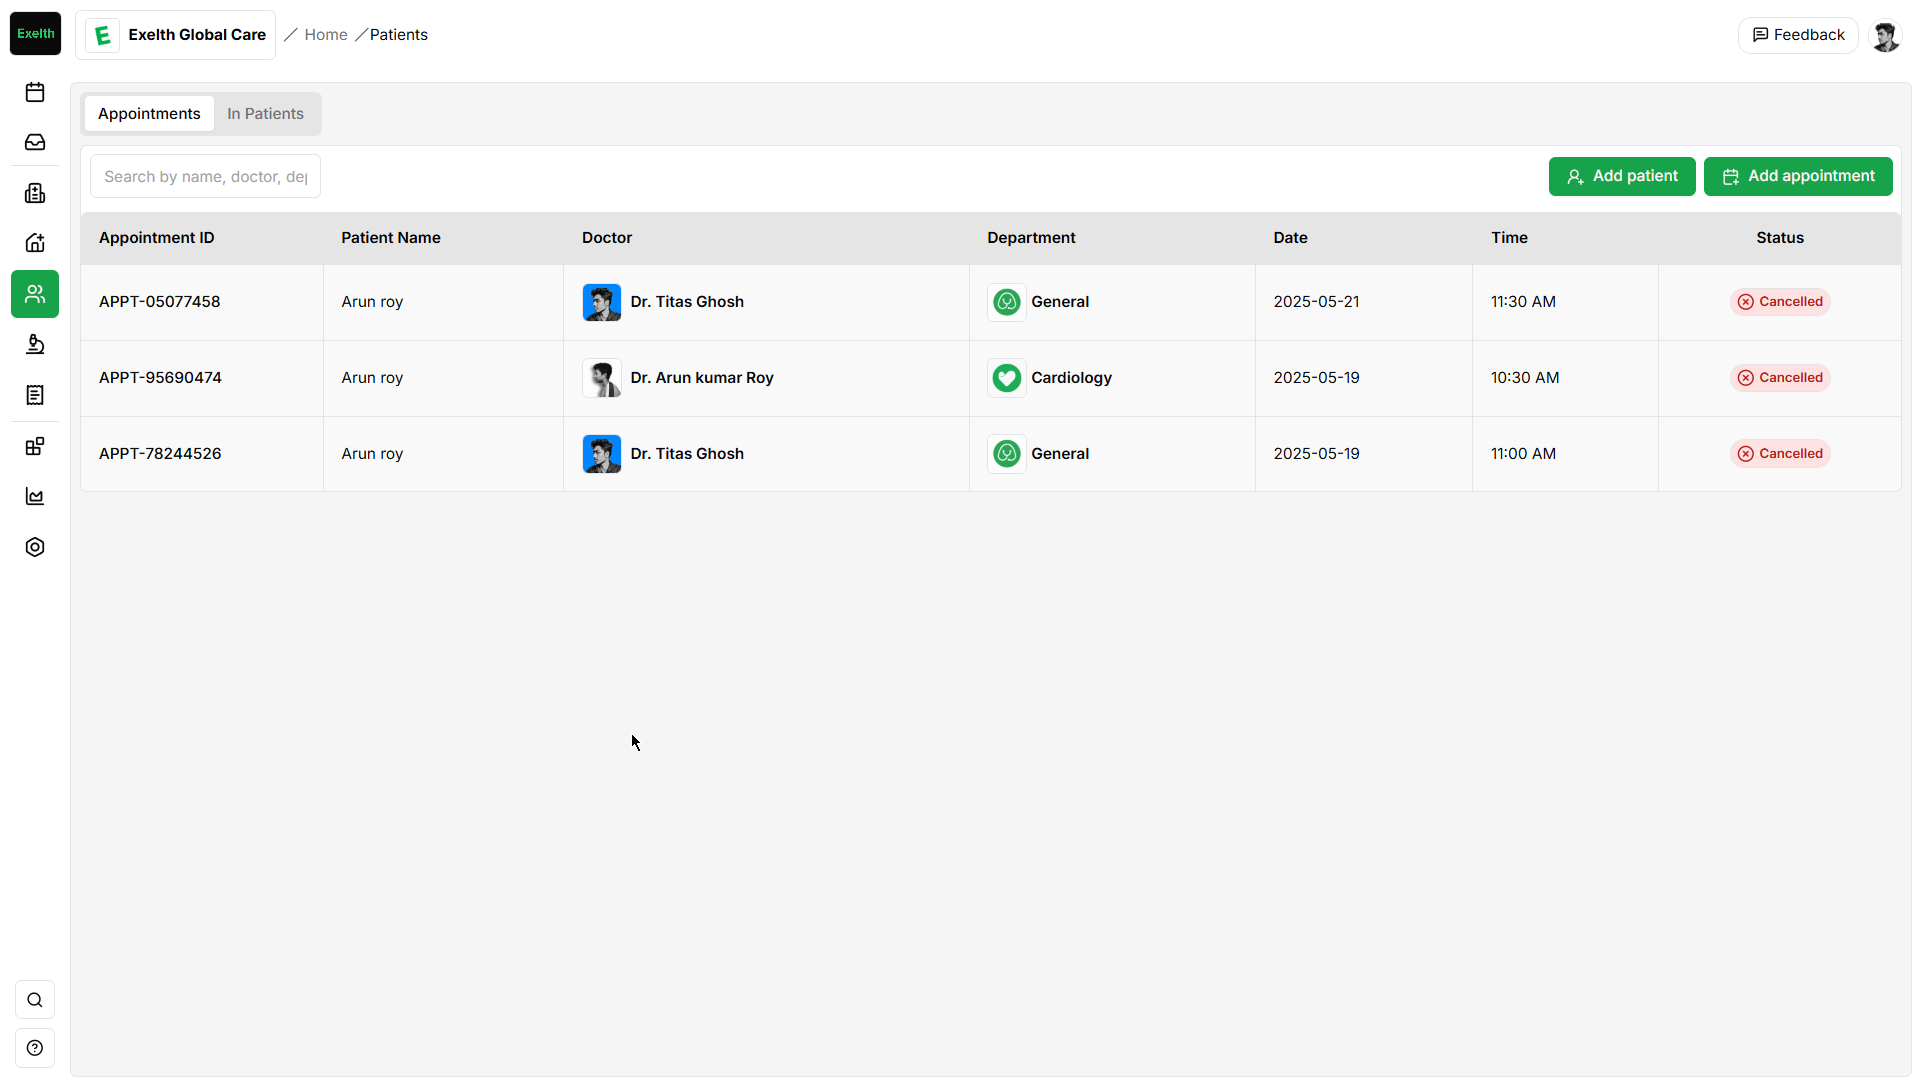 Exelth
E
Exelth Global Care
Home
Patients
Feedback
Appointments
In Patients
Search by name, doctor, de
Add patient
Add appointment
Appointment ID Patient Name Doctor Department Date Time Status
APPT-05077458 Arun roy Dr. Titas Ghosh General 2025-05-21 11:30 AM Cancelled
APPT-95690474 Arun roy Dr. Arun kumar Roy Cardiology 2025-05-19 10:30 AM Cancelled
APPT-78244526 Arun roy Dr. Titas Ghosh General 2025-05-19 11:00 AM Cancelled